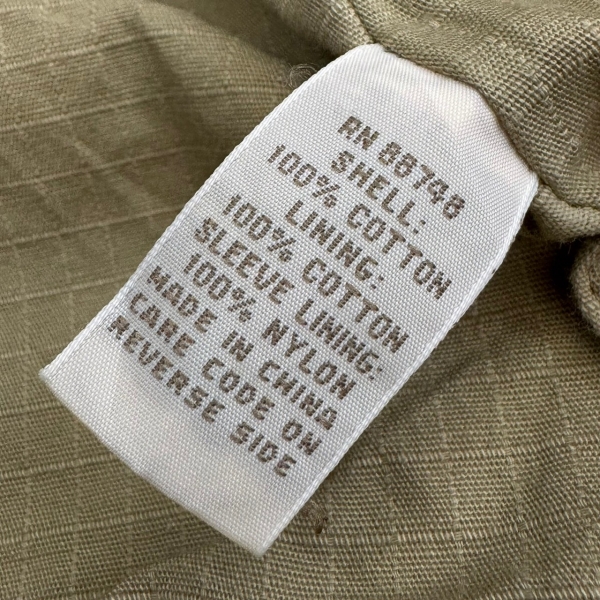 RN 88748
SHELL:
100% COTTON
LINING:
100% COTTON
SLEEVE LINING:
100% NYLON
MADE IN CHINA
CARE CODE ON
REVERSE SIDE